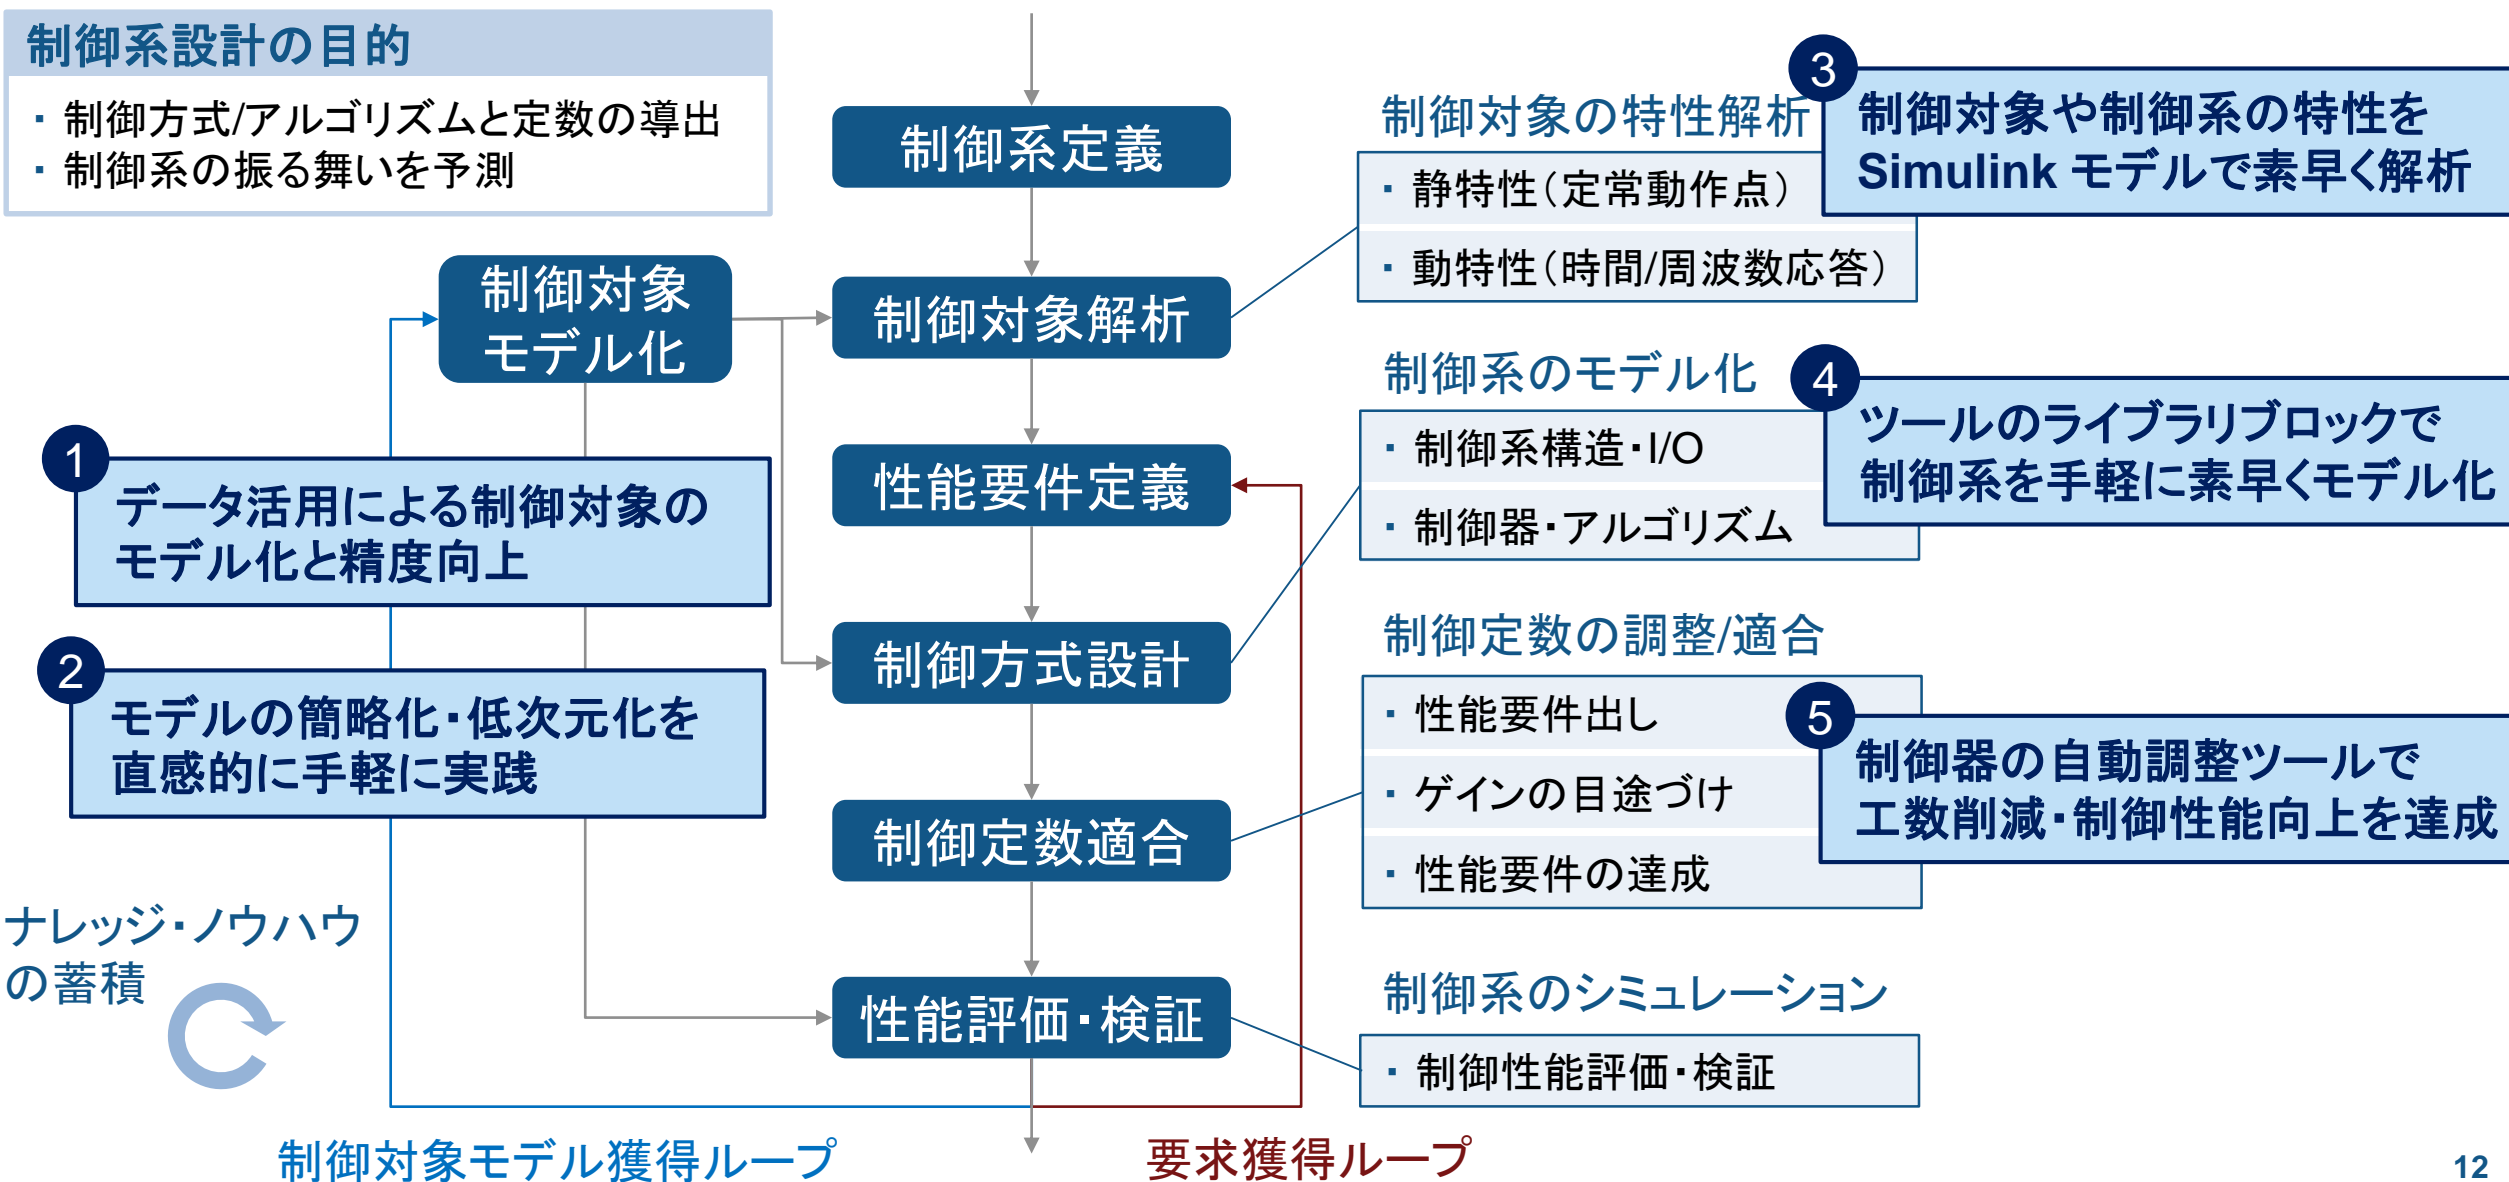 制御系設計の目的
▪ 制御方式/アルゴリズムと定数の導出
▪ 制御系の振る舞いを予測
制御系定義
制御対象
モデル化
制御対象解析
性能要件定義
制御方式設計
制御定数適合
性能評価・検証
1
データ活用による制御対象の
モデル化と精度向上
2
モデルの簡略化・低次元化を
直感的に手軽に実践
ナレッジ・ノウハウ
の蓄積
制御対象の特性解析
▪ 静特性（定常動作点）
▪ 動特性（時間/周波数応答）
3
制御対象や制御系の特性を
Simulink モデルで素早く解析
制御系のモデル化
▪ 制御系構造・I/O
▪ 制御器・アルゴリズム
4
ツールのライブラリブロックで
制御系を手軽に素早くモデル化
制御定数の調整/適合
▪ 性能要件出し
▪ ゲインの目途づけ
▪ 性能要件の達成
5
制御器の自動調整ツールで
工数削減・制御性能向上を達成
制御系のシミュレーション
▪ 制御性能評価・検証
制御対象モデル獲得ループ
要求獲得ループ
12